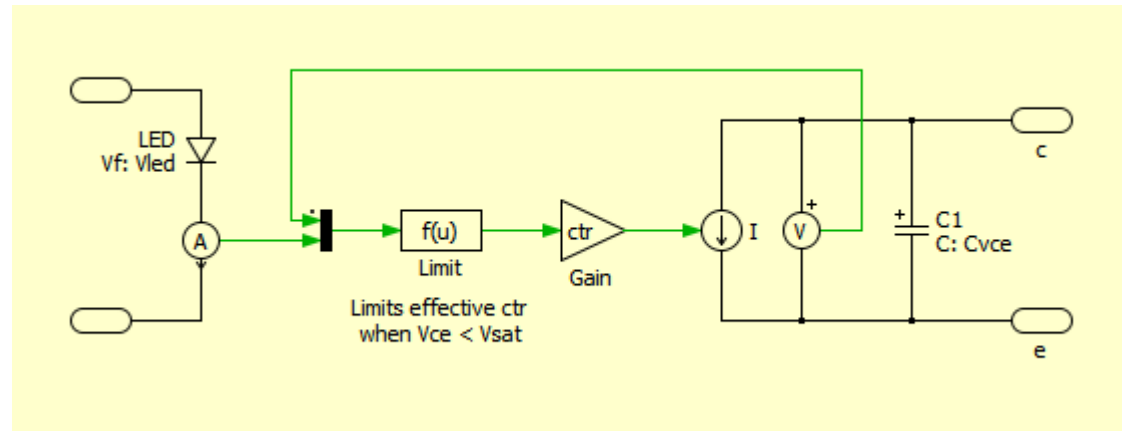 LED
Vf: Vled
A
f(u)
Limit
Limits effective ctr
when Vce < Vsat
ctr
Gain
I
V
C1
C: Cvce
c
e